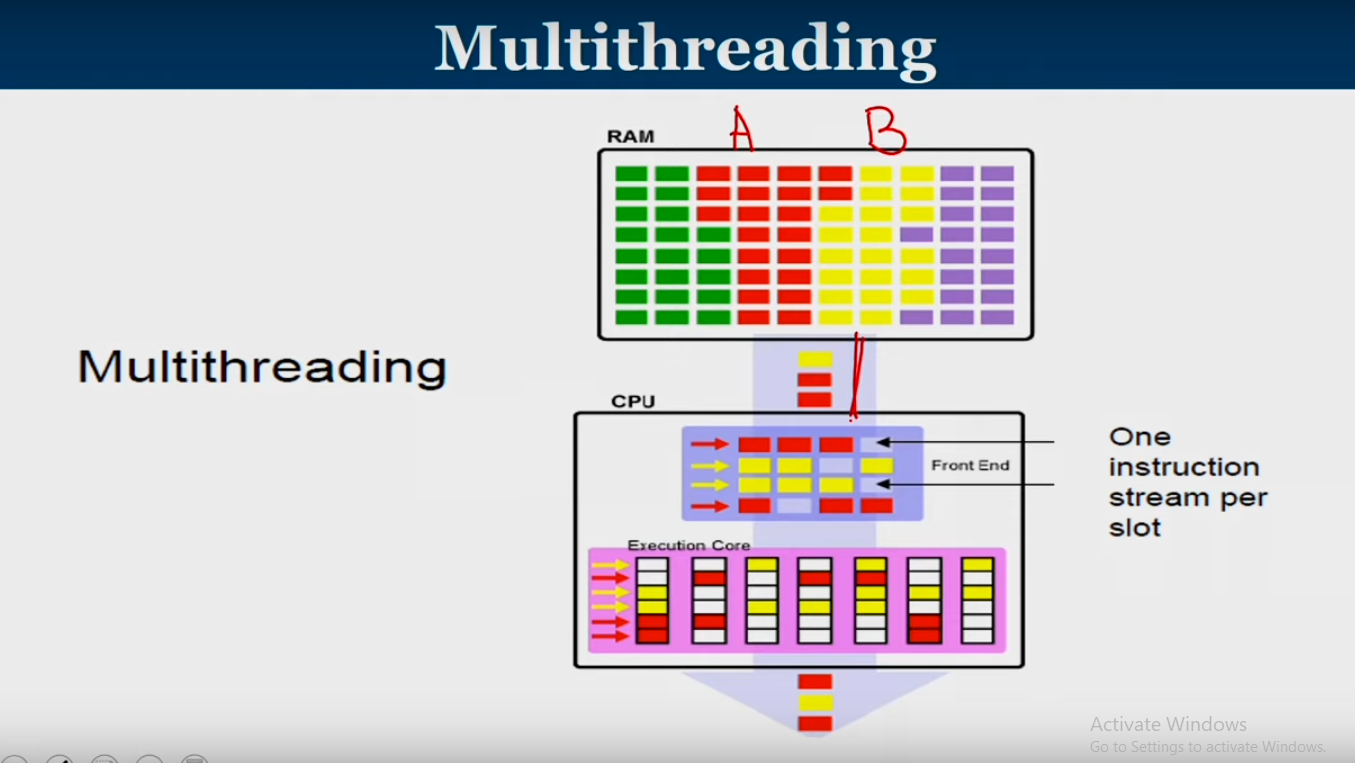 Multithreading
A B
RAM
Multithreading
CPU
Front End
One
instruction
stream per
slot
Execution Core
Activate Windows
Go to Settings to activate Windows.